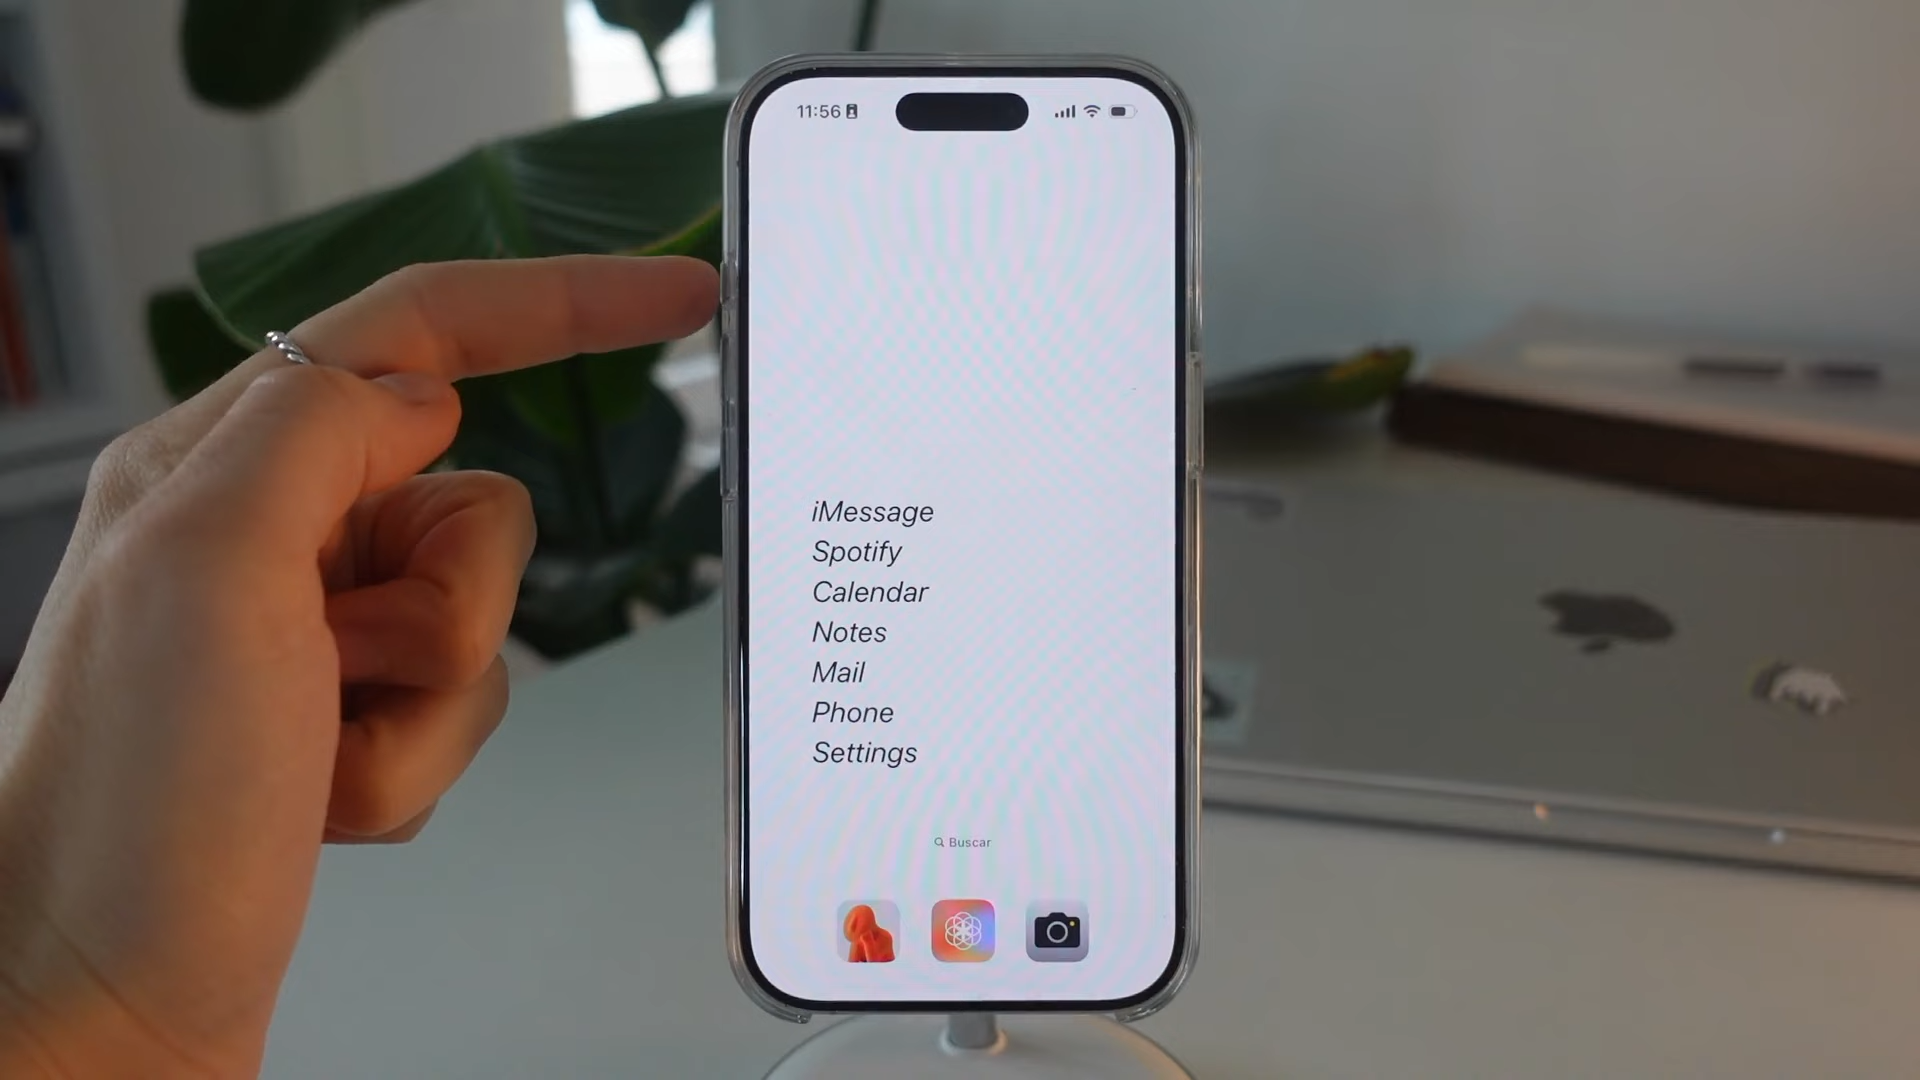 11:56
iMessage
Spotify
Calendar
Notes
Mail
Phone
Settings
Buscar